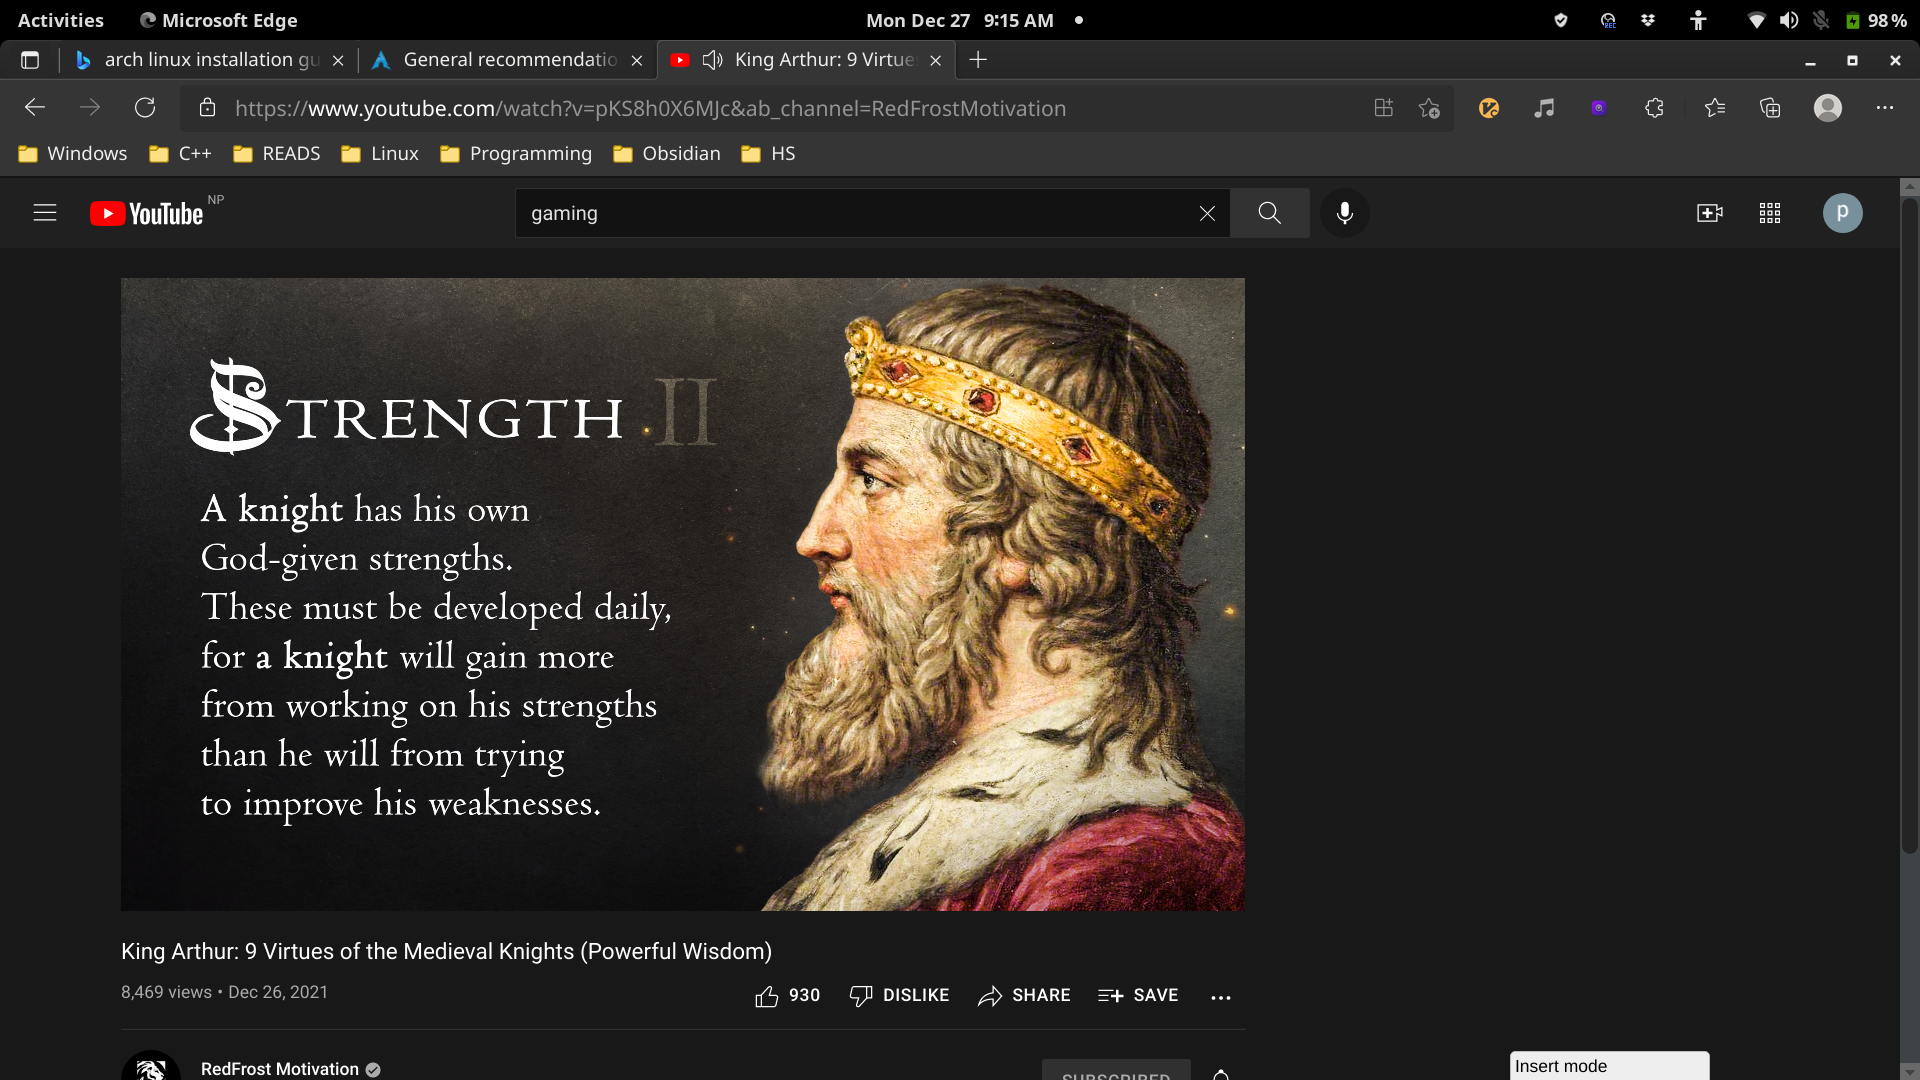 Activities
Microsoft Edge
Mon Dec 27 9:15 AM
98%
arch linux installation gu
General recommendatio
King Arthur: 9 Virtue
https://www.youtube.com/watch?v=pKS8h0X6MJc&ab_channel=RedFrostMotivation
Windows
C++
READS
Linux
Programming
Obsidian
HS
YouTube NP
gaming
p
STRENGTH II
A knight has his own
God-given strengths.
These must be developed daily,
for a knight will gain more
from working on his strengths
than he will from trying
to improve his weaknesses.
King Arthur: 9 Virtues of the Medieval Knights (Powerful Wisdom)
8,469 views • Dec 26, 2021
930
DISLIKE
SHARE
SAVE
RedFrost Motivation
SUBSCRIBED
Insert mode